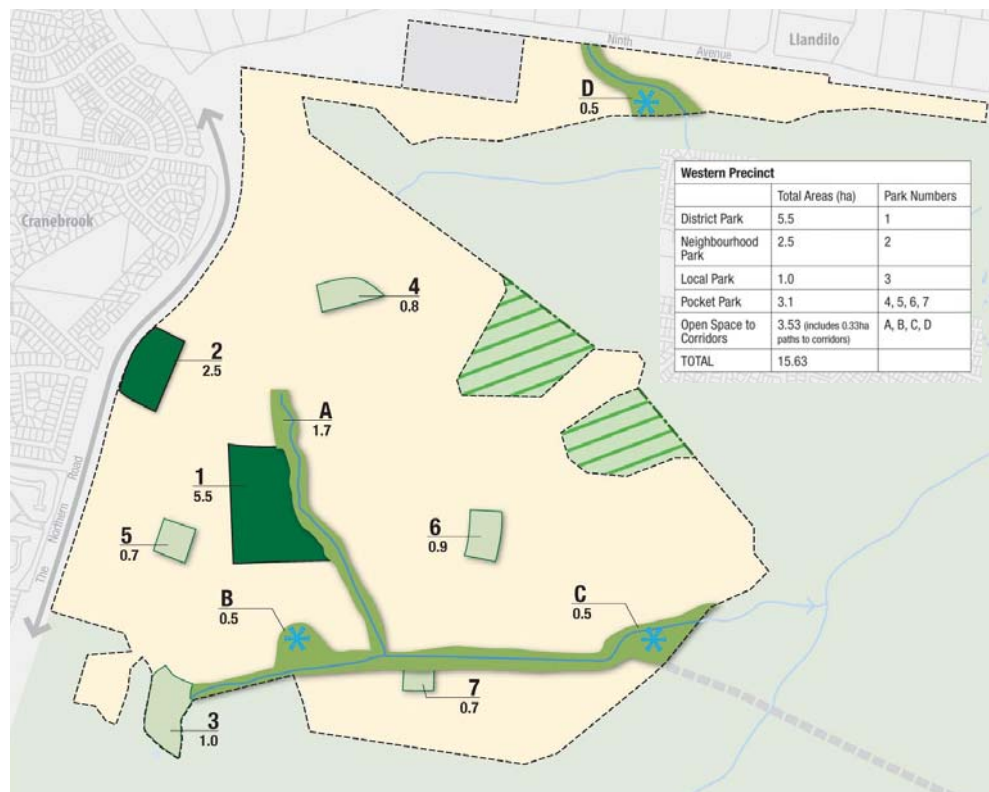 Ninth
Avenue
Llandilo
D
0.5
Western Precinct
Total Areas (ha)
Park Numbers
District Park
5.5
1
Neighbourhood
Park
2.5
2
Local Park
1.0
3
Pocket Park
3.1
4, 5, 6, 7
Open Space to
Corridors
3.53 (includes 0.33ha
paths to corridors)
A, B, C, D
TOTAL
15.63
Cranebrook
4
0.8
2
2.5
A
1.7
1
5.5
The Northern Road
5
0.7
6
0.9
B
0.5
C
0.5
7
0.7
3
1.0